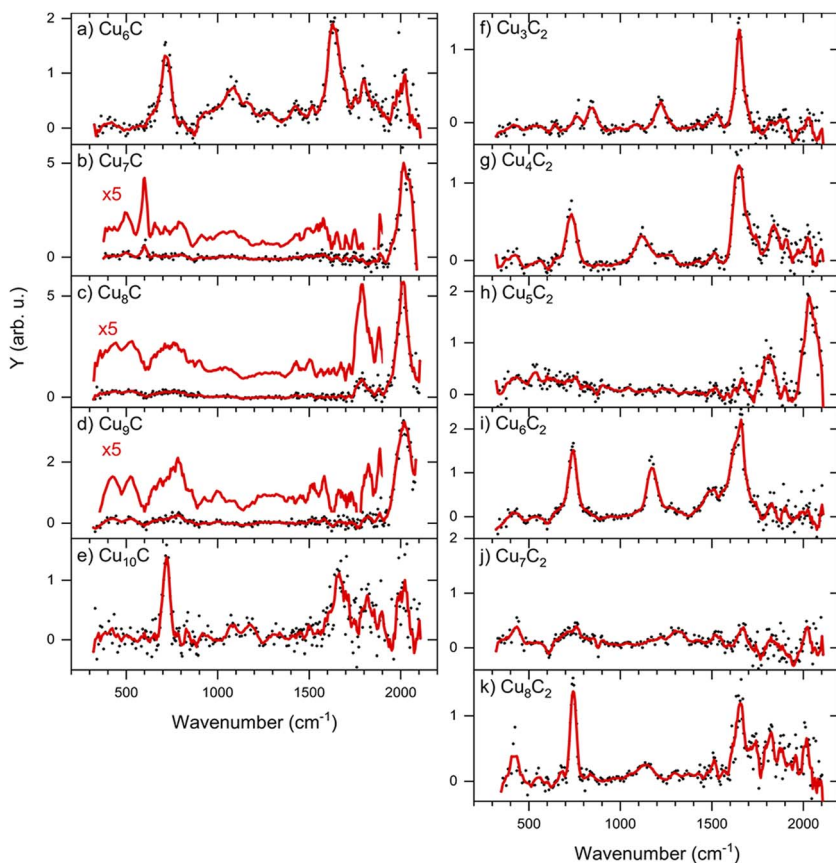 a) Cu₆C
2
1
0
b) Cu₇C
5
x5
0
c) Cu₈C
5
x5
0
d) Cu₉C
x5
2
0
e) Cu₁₀C
1
0
500 1000 1500 2000
Wavenumber (cm⁻¹)
Y (arb. u.)
f) Cu₃C₂
1
0
g) Cu₄C₂
1
0
h) Cu₅C₂
2
1
0
i) Cu₆C₂
2
1
0
j) Cu₇C₂
2
1
0
k) Cu₈C₂
1
0
500 1000 1500 2000
Wavenumber (cm⁻¹)